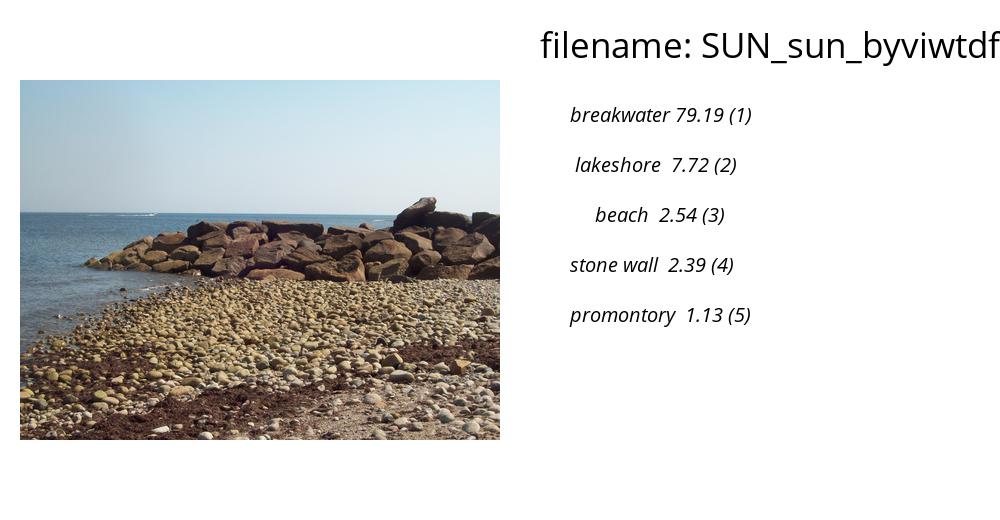 filename: SUN_sun_byviwtdf
breakwater 79.19 (1)
lakeshore 7.72 (2)
beach 2.54 (3)
stone wall 2.39 (4)
promontory 1.13 (5)